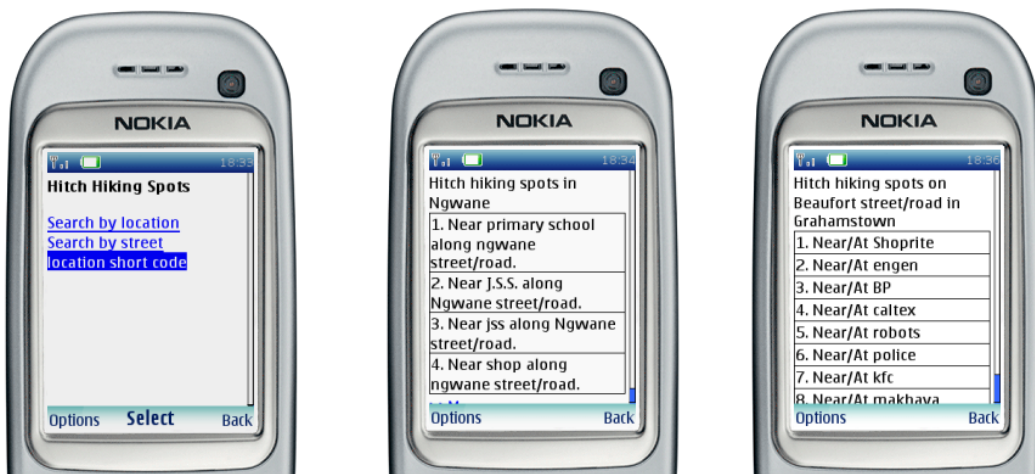 NOKIA
18:33
Hitch Hiking Spots
Search by location
Search by street
location short code
Options Select Back
NOKIA
18:34
Hitch hiking spots in
Ngwane
1. Near primary school
along ngwane
street/road.
2. Near J.S.S. along
Ngwane street/road.
3. Near jss along Ngwane
street/road.
4. Near shop along
ngwane street/road.
Options Back
NOKIA
18:36
Hitch hiking spots on
Beaufort street/road in
Grahamstown
1. Near/At Shoprite
2. Near/At engen
3. Near/At BP
4. Near/At caltex
5. Near/At robots
6. Near/At police
7. Near/At kfc
8. Near/At makhaya
Options Back